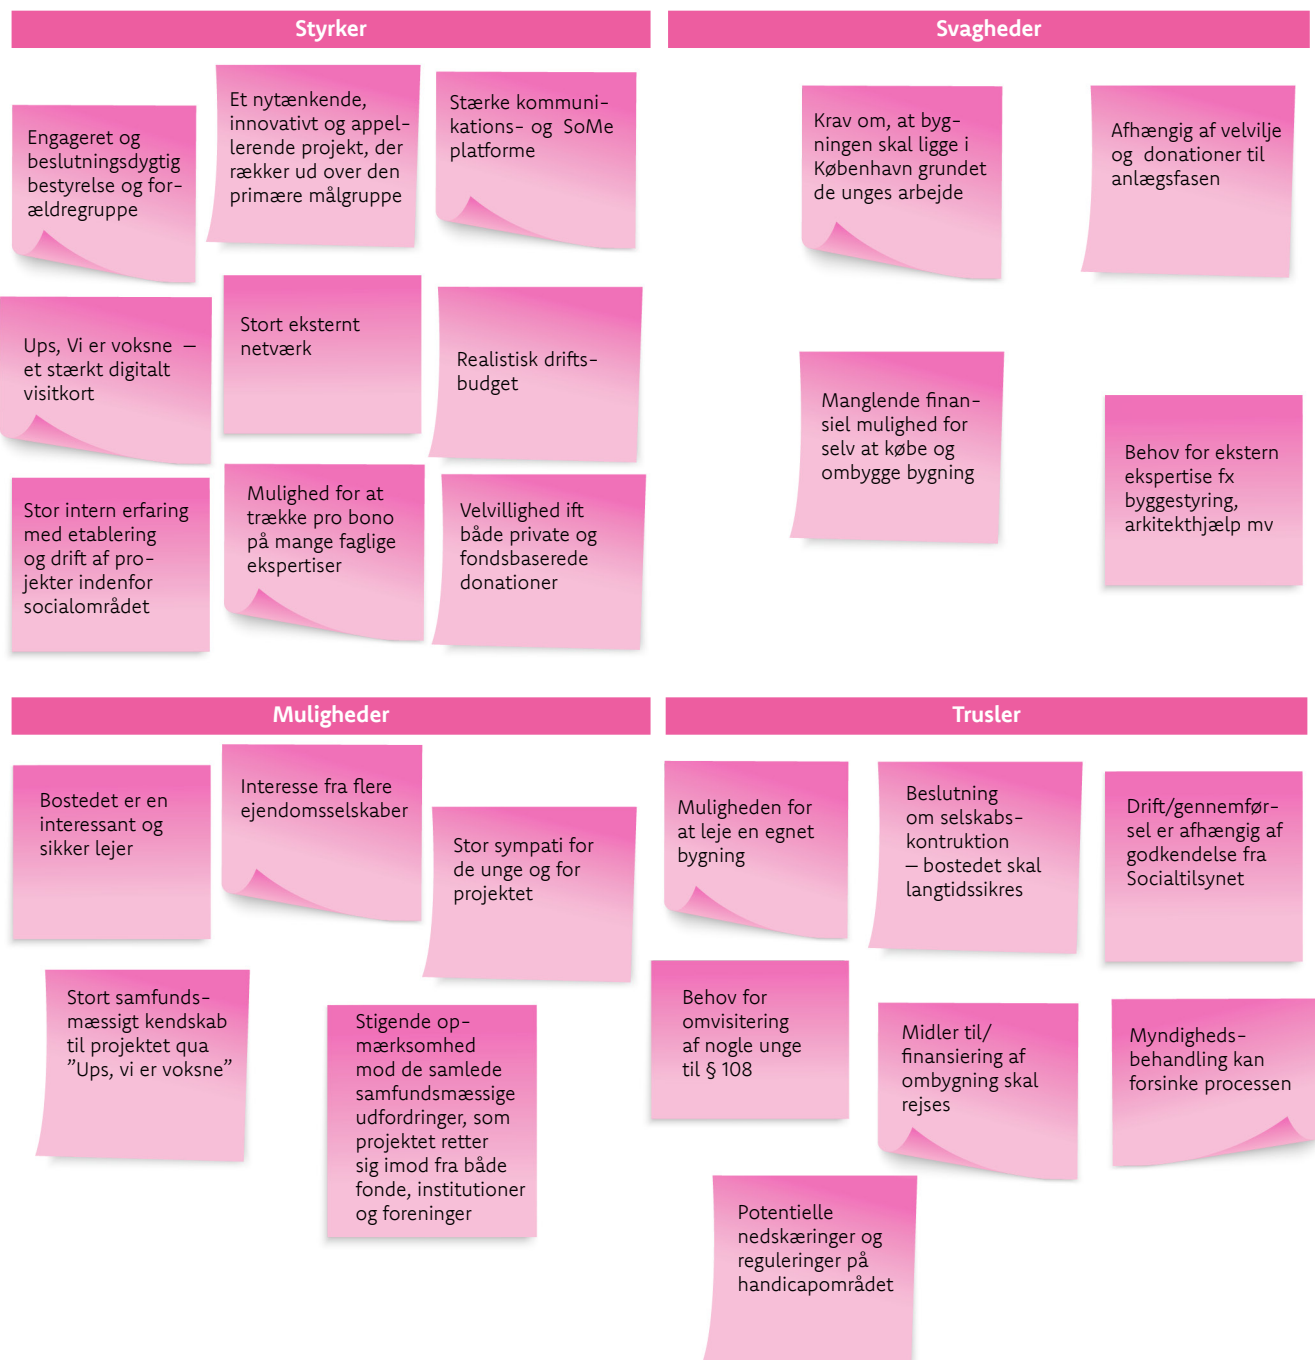 Styrker
Engageret og
beslutningsdygtig
bestyrelse og for-
ældregruppe
Et nytænkende,
innovativt og appel-
lerende projekt, der
rækker ud over den
primære målgruppe
Stærke kommuni-
kations- og SoMe
platforme
Ups, Vi er voksne –
et stærkt digitalt
visitkort
Stort eksternt
netværk
Realistisk drifts-
budget
Stor intern erfaring
med etablering
og drift af pro-
jekter indenfor
socialområdet
Mulighed for at
trække pro bono
på mange faglige
ekspertiser
Velvillighed ift
både private og
fondsbaserede
donationer
Svagheder
Krav om, at byg-
ningen skal ligge i
København grundet
de unges arbejde
Afhængig af velvilje
og donationer til
anlægsfasen
Manglende finan-
siel mulighed for
selv at købe og
ombygge bygning
Behov for ekstern
ekspertise fx
byggestyring,
arkitekthjælp mv
Muligheder
Bostedet er en
interessant og
sikker lejer
Interesse fra flere
ejendomsselskaber
Stor sympati for
de unge og for
projektet
Stort samfunds-
mæssigt kendskab
til projektet qua
”Ups, vi er voksne”
Stigende op-
mærksomhed
mod de samlede
samfundsmæssige
udfordringer, som
projektet retter
sig imod fra både
fonde, institutioner
og foreninger
Trusler
Muligheden for
at leje en egnet
bygning
Beslutning
om selskabs-
kontruktion
– bostedet skal
langtidssikres
Drift/gennemfør-
sel er afhængig af
godkendelse fra
Socialtilsynet
Behov for
omvisitering
af nogle unge
til § 108
Midler til/
finansiering af
ombygning skal
rejses
Myndigheds-
behandling kan
forsinke processen
Potentielle
nedskæringer og
reguleringer på
handicapområdet